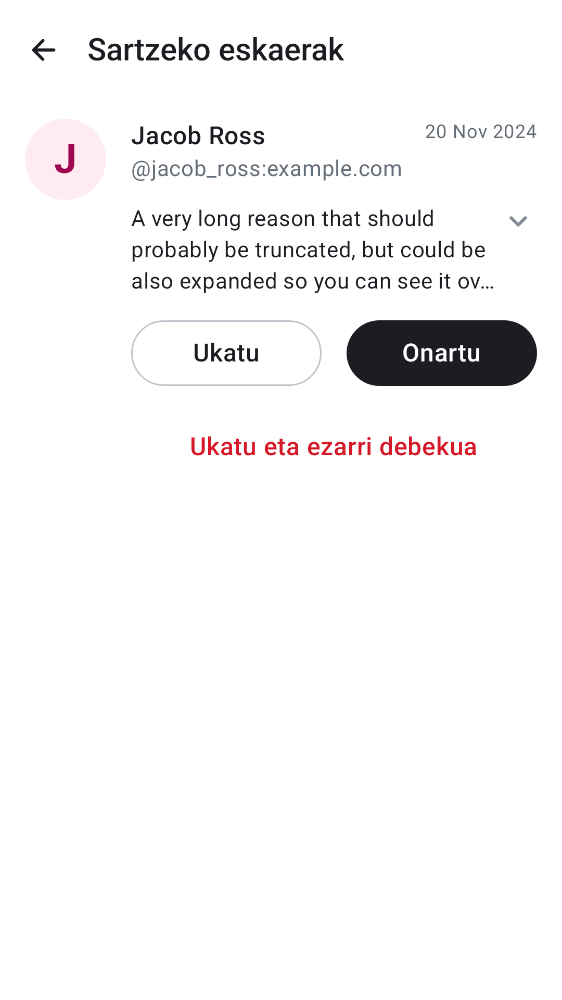 Sartzeko eskaerak
J
Jacob Ross
20 Nov 2024
@jacob_ross:example.com
A very long reason that should
probably be truncated, but could be
also expanded so you can see it ov…
Ukatu
Onartu
Ukatu eta ezarri debekua